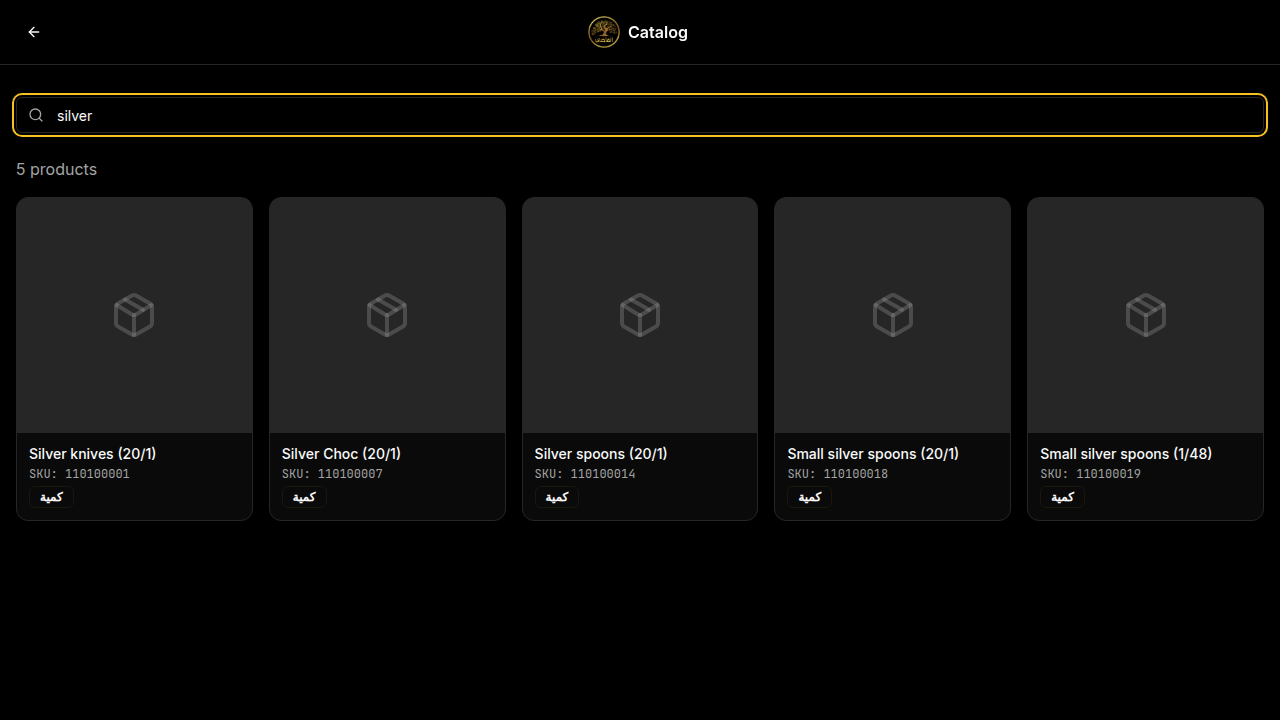 Catalog
silver
5 products
Silver knives (20/1)
SKU: 110100001
كمية
Silver Choc (20/1)
SKU: 110100007
كمية
Silver spoons (20/1)
SKU: 110100014
كمية
Small silver spoons (20/1)
SKU: 110100018
كمية
Small silver spoons (1/48)
SKU: 110100019
كمية